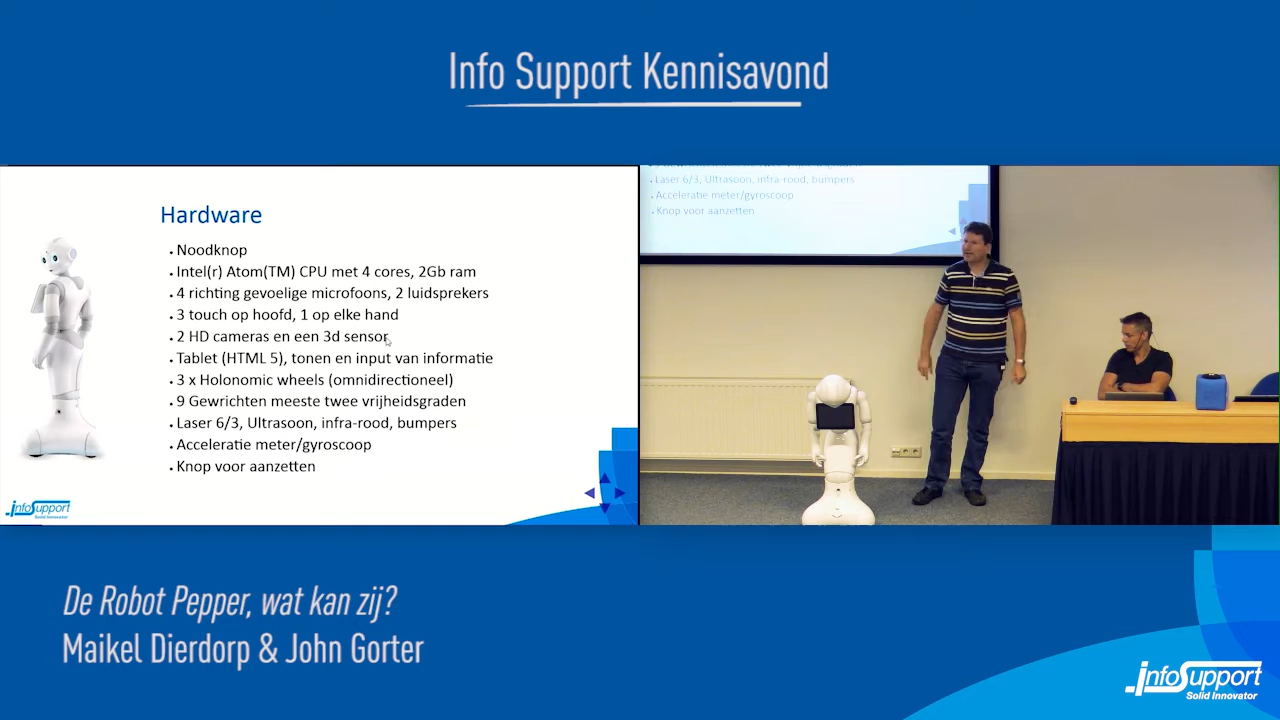 Info Support Kennisavond
Hardware
• Noodknop
• Intel(r) Atom(TM) CPU met 4 cores, 2Gb ram
• 4 richting gevoelige microfoons, 2 luidsprekers
• 3 touch op hoofd, 1 op elke hand
• 2 HD cameras en een 3d sensor
• Tablet (HTML 5), tonen en input van informatie
• 3 x Holonomic wheels (omnidirectioneel)
• 9 Gewrichten meeste twee vrijheidsgraden
• Laser 6/3, Ultrasoon, infra-rood, bumpers
• Acceleratie meter/gyroscoop
• Knop voor aanzetten
infoSupport
Solid Innovator
• Laser 6/3, Ultrasoon, infra-rood, bumpers
• Acceleratie meter/gyroscoop
• Knop voor aanzetten
De Robot Pepper, wat kan zij?
Maikel Dierdorp & John Gorter
infoSupport
Solid Innovator